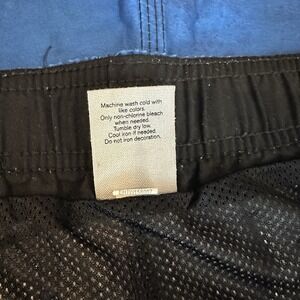 Machine wash cold with
like colors.
Only non-chlorine bleach
when needed.
Tumble dry low.
Cool iron if needed.
Do not iron decoration.